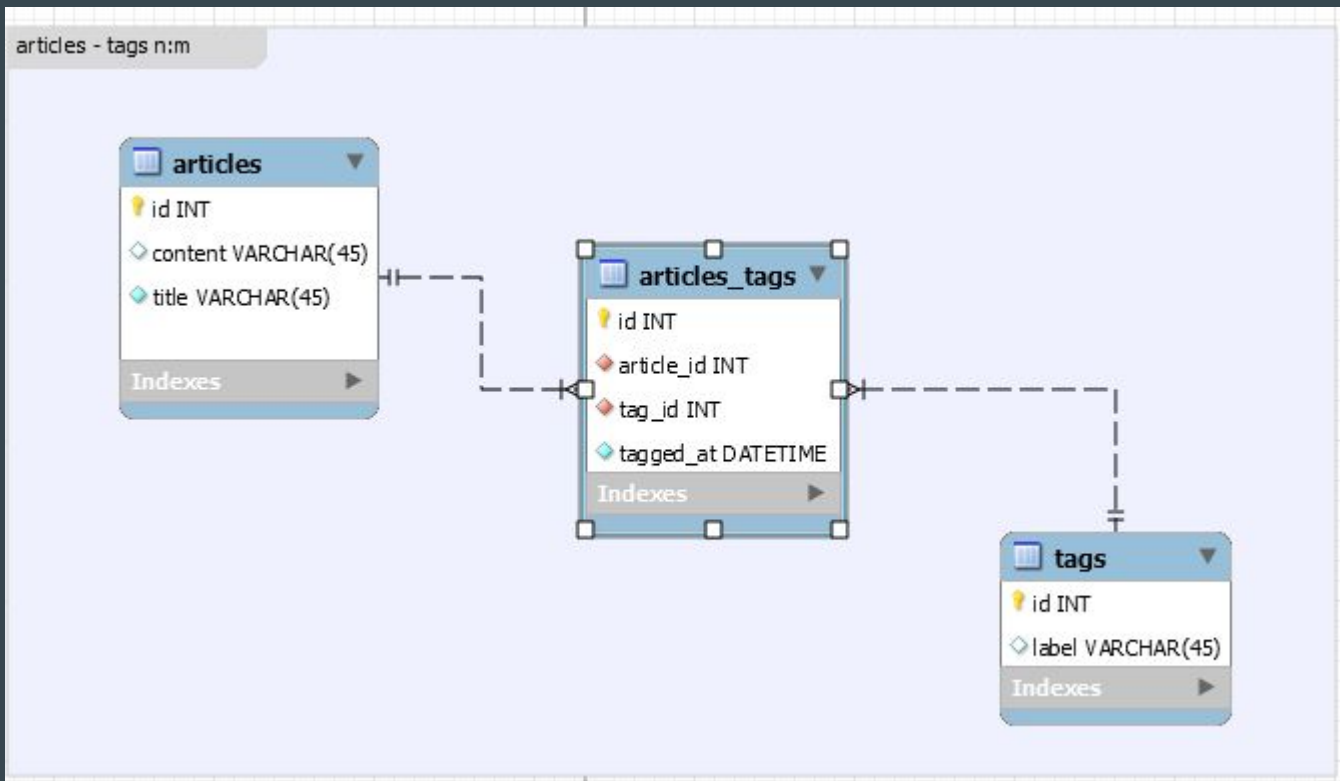 articles - tags n:m
articles
id INT
content VARCHAR(45)
title VARCHAR(45)
Indexes
articles_tags
id INT
article_id INT
tag_id INT
tagged_at DATETIME
Indexes
tags
id INT
label VARCHAR(45)
Indexes